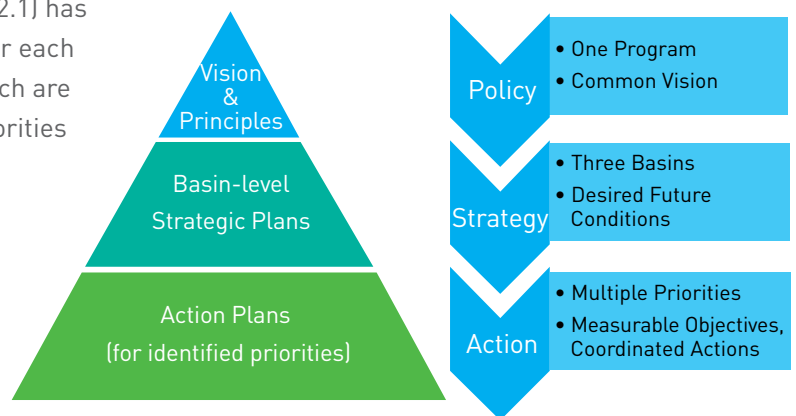 2.1) has
r each
ch are
orities
Vision
&
Principles
Basin-level
Strategic Plans
Action Plans
(for identified priorities)
Policy
• One Program
• Common Vision
Strategy
• Three Basins
• Desired Future
Conditions
Action
• Multiple Priorities
• Measurable Objectives,
Coordinated Actions